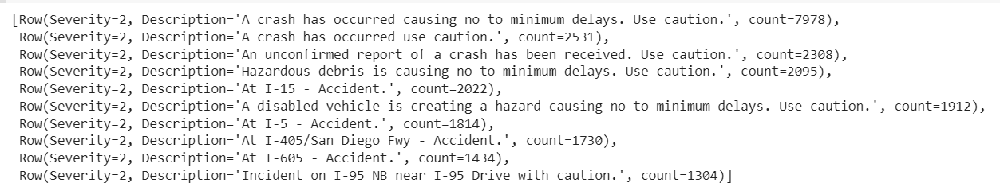 [Row(Severity=2, Description='A crash has occurred causing no to minimum delays. Use caution.', count=7978),
Row(Severity=2, Description='A crash has occurred use caution.', count=2531),
Row(Severity=2, Description='An unconfirmed report of a crash has been received. Use caution.', count=2308),
Row(Severity=2, Description='Hazardous debris is causing no to minimum delays. Use caution.', count=2095),
Row(Severity=2, Description='At I-15 - Accident.', count=2022),
Row(Severity=2, Description='A disabled vehicle is creating a hazard causing no to minimum delays. Use caution.', count=1912),
Row(Severity=2, Description='At I-5 - Accident.', count=1814),
Row(Severity=2, Description='At I-405/San Diego Fwy - Accident.', count=1730),
Row(Severity=2, Description='At I-605 - Accident.', count=1434),
Row(Severity=2, Description='Incident on I-95 NB near I-95 Drive with caution.', count=1304)]